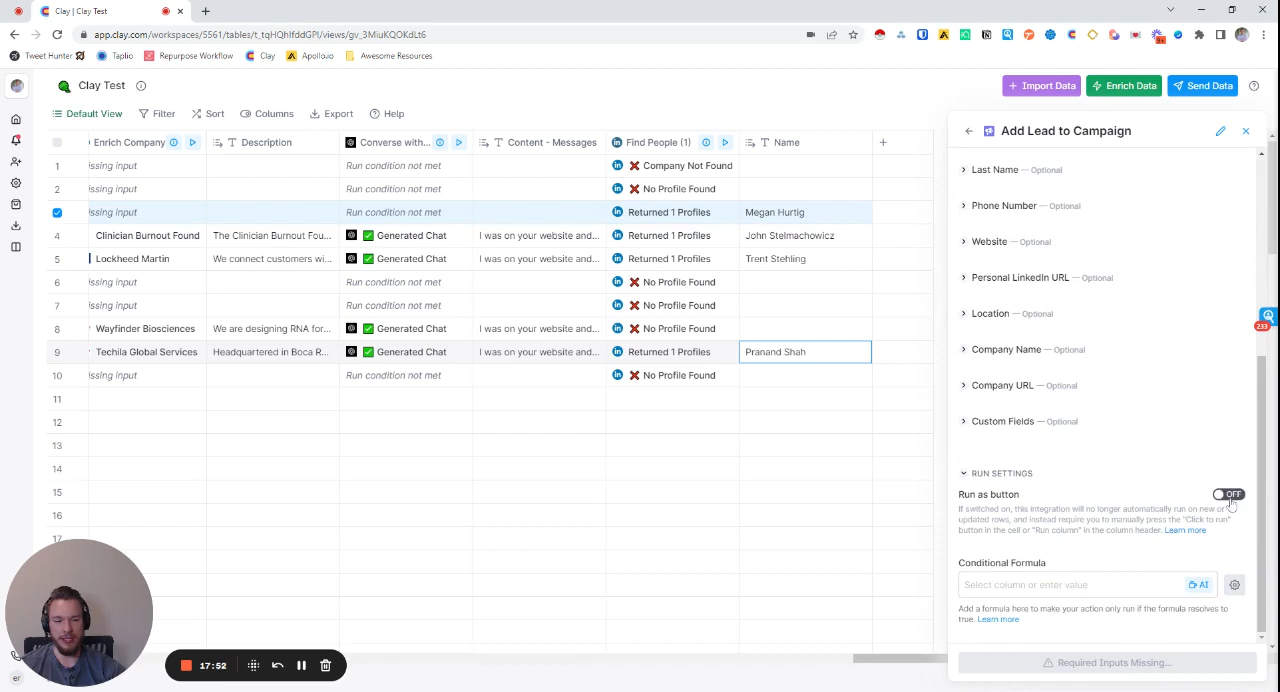 Clay | Clay Test
app.clay.com/workspaces/5561/tables/t_tqHQhIfddGPI/views/gv_3MiuKQOKdLt6
9+
Tweet Hunter
Taplio
Repurpose Workflow
Clay
Apollo.io
Awesome Resources
Clay Test
Import Data
Enrich Data
Send Data
Default View
Filter
Sort
Columns
Export
Help
Enrich Company
Description
Converse with...
Content - Messages
Find People (1)
Name
1 issing input Run condition not met Company Not Found
2 issing input Run condition not met No Profile Found
issing input Run condition not met Returned 1 Profiles Megan Hurtig
4 Clinician Burnout Found The Clinician Burnout Fou... Generated Chat I was on your website and... Returned 1 Profiles John Stelmachowicz
5 Lockheed Martin We connect customers wi... Generated Chat I was on your website and... Returned 1 Profiles Trent Stehling
6 issing input Run condition not met No Profile Found
7 issing input Run condition not met No Profile Found
8 Wayfinder Biosciences We are designing RNA for... Generated Chat I was on your website and... No Profile Found
9 Techila Global Services Headquartered in Boca R... Generated Chat I was on your website and... Returned 1 Profiles Pranand Shah
10 issing input Run condition not met No Profile Found
11
12
13
14
15
16
17
Add Lead to Campaign
Last Name — Optional
Phone Number — Optional
Website — Optional
Personal LinkedIn URL — Optional
Location — Optional
Company Name — Optional
Company URL — Optional
Custom Fields — Optional
RUN SETTINGS
Run as button
OFF
If switched on, this integration will no longer automatically run on new or
updated rows, and instead require you to manually press the "Click to run"
button in the cell or "Run column" in the column header. Learn more
Conditional Formula
Select column or enter value
AI
Add a formula here to make your action only run if the formula resolves to
true. Learn more
Required Inputs Missing...
233
17:52
er